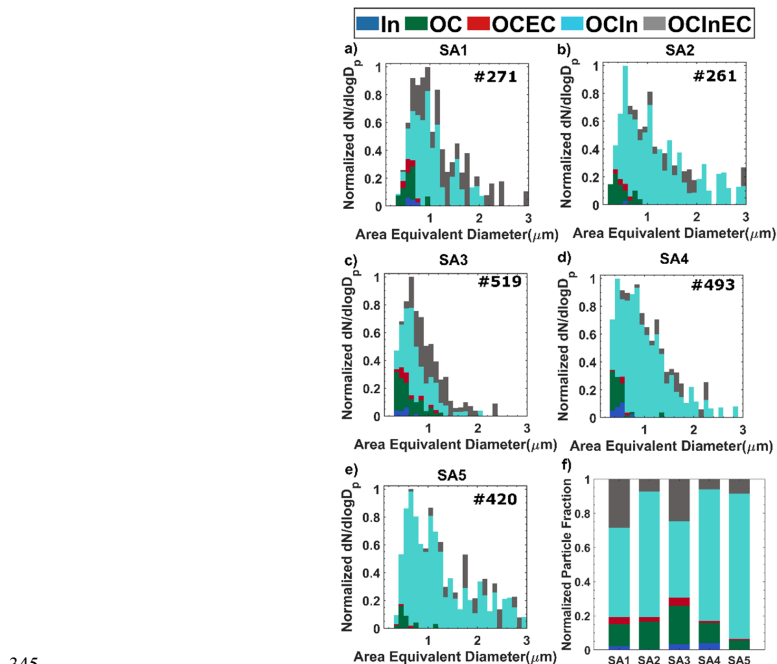 In OC OCEC OCIn OCInEC
a) SA1
#271
Normalized dN/dlogDp
1
0.8
0.6
0.4
0.2
0
1 2 3
Area Equivalent Diameter(μm)
b) SA2
#261
Normalized dN/dlogDp
1
0.8
0.6
0.4
0.2
0
1 2 3
Area Equivalent Diameter(μm)
c) SA3
#519
Normalized dN/dlogDp
1
0.8
0.6
0.4
0.2
0
1 2 3
Area Equivalent Diameter(μm)
d) SA4
#493
Normalized dN/dlogDp
1
0.8
0.6
0.4
0.2
0
1 2 3
Area Equivalent Diameter(μm)
e) SA5
#420
Normalized dN/dlogDp
1
0.8
0.6
0.4
0.2
0
1 2 3
Area Equivalent Diameter(μm)
f)
Normalized Particle Fraction
1
0.8
0.6
0.4
0.2
0
SA1 SA2 SA3 SA4 SA5
245